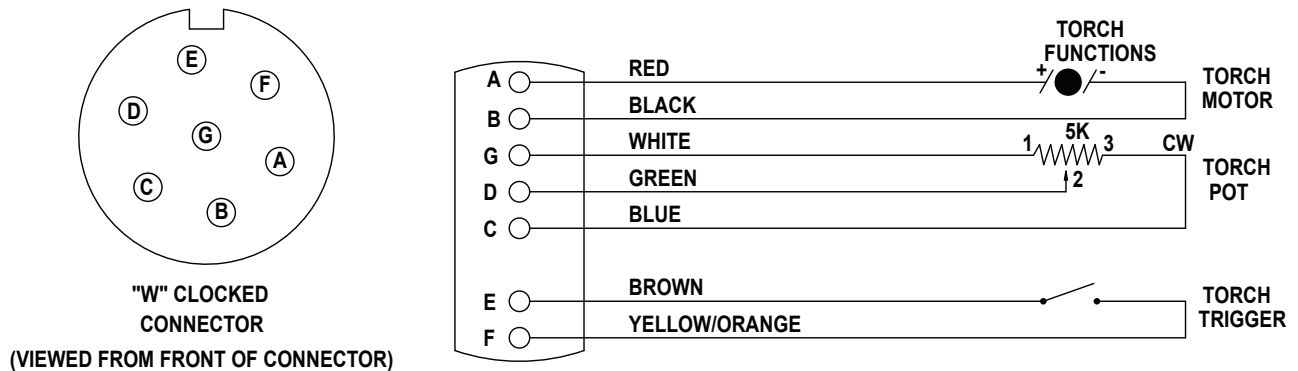 E
F
D
G
A
C
B
"W" CLOCKED
CONNECTOR
(VIEWED FROM FRONT OF CONNECTOR)
TORCH
FUNCTIONS
A RED + - TORCH
MOTOR
B BLACK
G WHITE 1 5K 3 CW
TORCH
POT
D GREEN 2
C BLUE
E BROWN TORCH
TRIGGER
F YELLOW/ORANGE